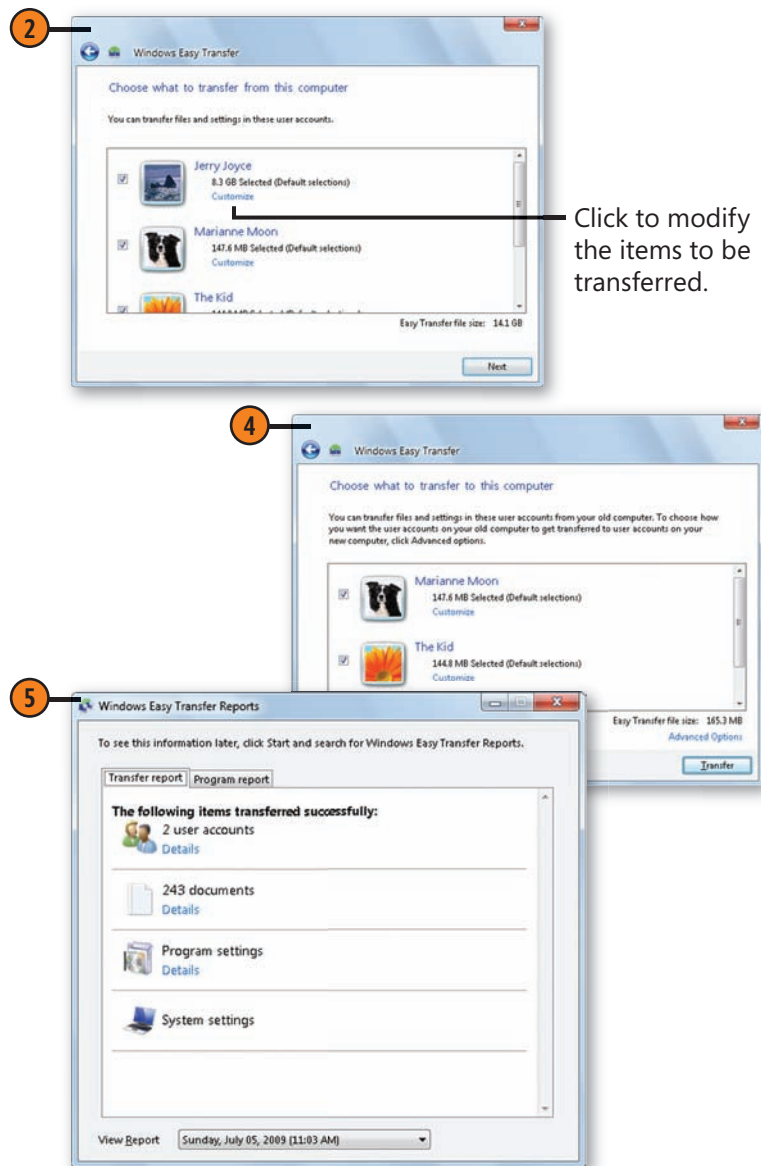 2
Windows Easy Transfer
Choose what to transfer from this computer
You can transfer files and settings in these user accounts.
Jerry Joyce
8.3 GB Selected (Default selections)
Customize
Marianne Moon
147.6 MB Selected (Default selections)
Customize
The Kid
Easy Transfer file size: 14.1 GB
Next
Click to modify
the items to be
transferred.
4
Windows Easy Transfer
Choose what to transfer to this computer
You can transfer files and settings in these user accounts from your old computer. To choose how
you want the user accounts on your old computer to get transferred to user accounts on your
new computer, click Advanced options.
Marianne Moon
147.6 MB Selected (Default selections)
Customize
The Kid
144.8 MB Selected (Default selections)
Customize
Easy Transfer file size: 165.3 MB
Advanced Options
Transfer
5
Windows Easy Transfer Reports
To see this information later, click Start and search for Windows Easy Transfer Reports.
Transfer report Program report
The following items transferred successfully:
2 user accounts
Details
243 documents
Details
Program settings
Details
System settings
View Report Sunday, July 05, 2009 (11:03 AM)